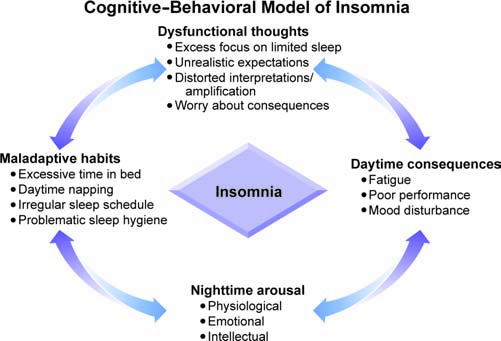 Cognitive–Behavioral Model of Insomnia
Dysfunctional thoughts
• Excess focus on limited sleep
• Unrealistic expectations
• Distorted interpretations/
amplification
• Worry about consequences
Maladaptive habits
• Excessive time in bed
• Daytime napping
• Irregular sleep schedule
• Problematic sleep hygiene
Insomnia
Daytime consequences
• Fatigue
• Poor performance
• Mood disturbance
Nighttime arousal
• Physiological
• Emotional
• Intellectual